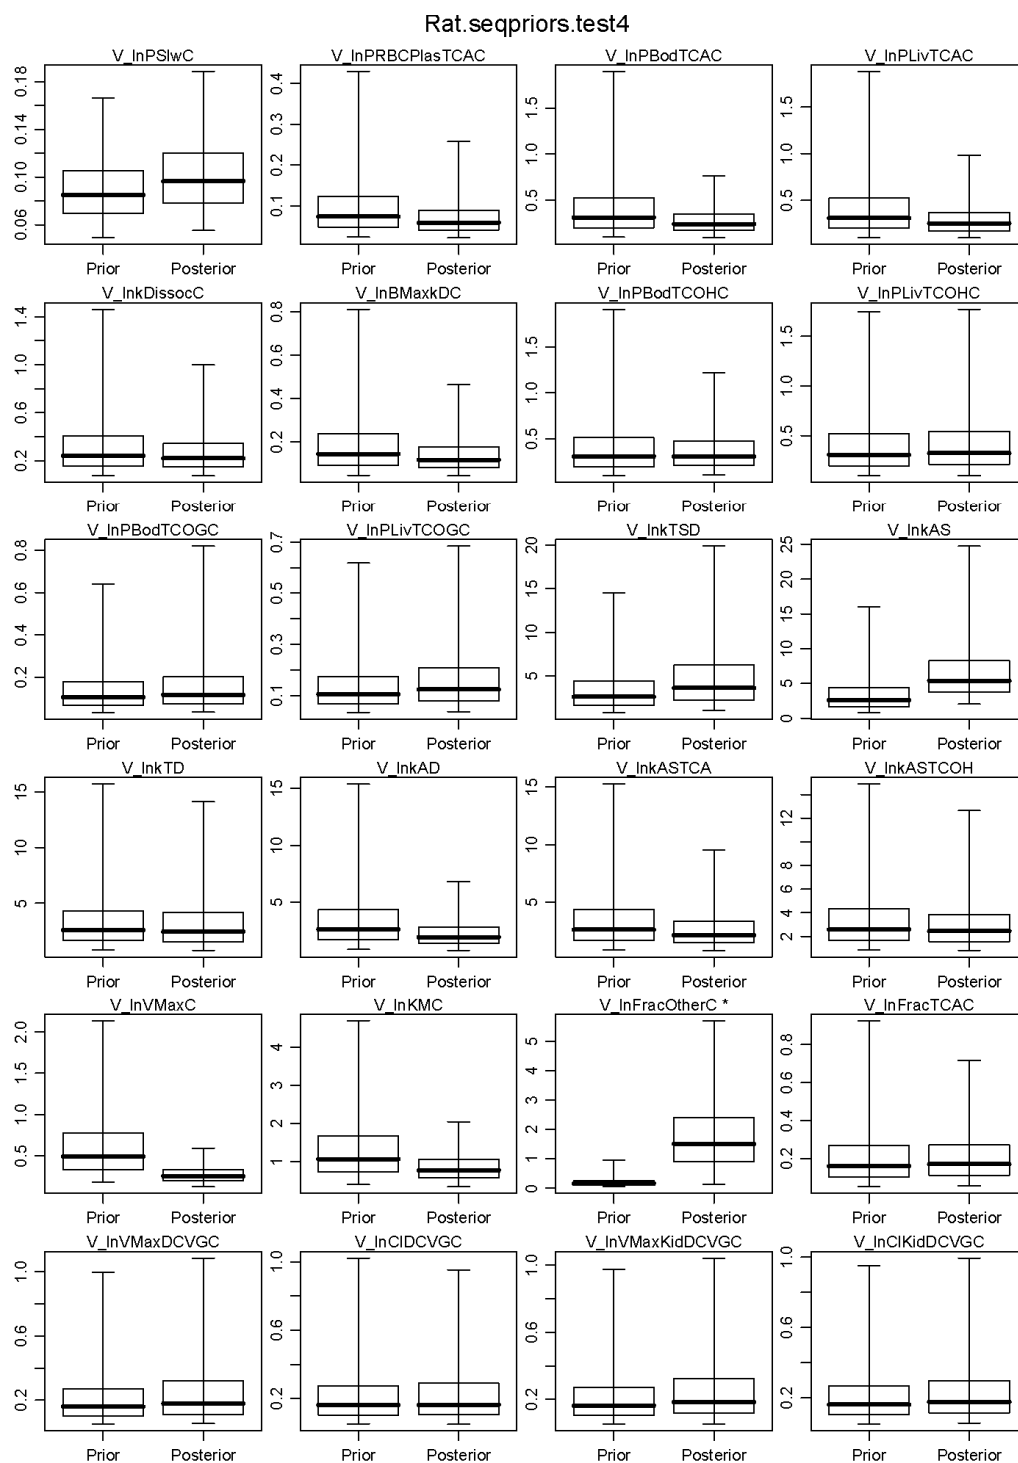 Rat.seqpriors.test4
V_lnPSlwC
0.06 0.10 0.14 0.18
Prior Posterior
V_lnPRBCPlasTCAC
0.1 0.2 0.3 0.4
Prior Posterior
V_lnPBodTCAC
0.5 1.0 1.5
Prior Posterior
V_lnPLivTCAC
0.5 1.0 1.5
Prior Posterior
V_lnkDissocC
0.2 0.6 1.0 1.4
Prior Posterior
V_lnBMaxkDC
0.2 0.4 0.6 0.8
Prior Posterior
V_lnPBodTCOHC
0.5 1.0 1.5
Prior Posterior
V_lnPLivTCOHC
0.5 1.0 1.5
Prior Posterior
V_lnPBodTCOGC
0.2 0.4 0.6 0.8
Prior Posterior
V_lnPLivTCOGC
0.1 0.3 0.5 0.7
Prior Posterior
V_lnkTSD
5 10 15 20
Prior Posterior
V_lnkAS
0 5 10 15 20 25
Prior Posterior
V_lnkTD
5 10 15
Prior Posterior
V_lnkAD
5 10 15
Prior Posterior
V_lnkASTCA
5 10 15
Prior Posterior
V_lnkASTCOH
2 4 6 8 12
Prior Posterior
V_lnVMaxC
0.5 1.0 1.5 2.0
Prior Posterior
V_lnKMC
1 2 3 4
Prior Posterior
V_lnFracOtherC *
0 1 2 3 4 5
Prior Posterior
V_lnFracTCAC
0.2 0.4 0.6 0.8
Prior Posterior
V_lnVMaxDCVGC
0.2 0.6 1.0
Prior Posterior
V_lnClDCVGC
0.2 0.6 1.0
Prior Posterior
V_lnVMaxKidDCVGC
0.2 0.6 1.0
Prior Posterior
V_lnClKidDCVGC
0.2 0.6 1.0
Prior Posterior